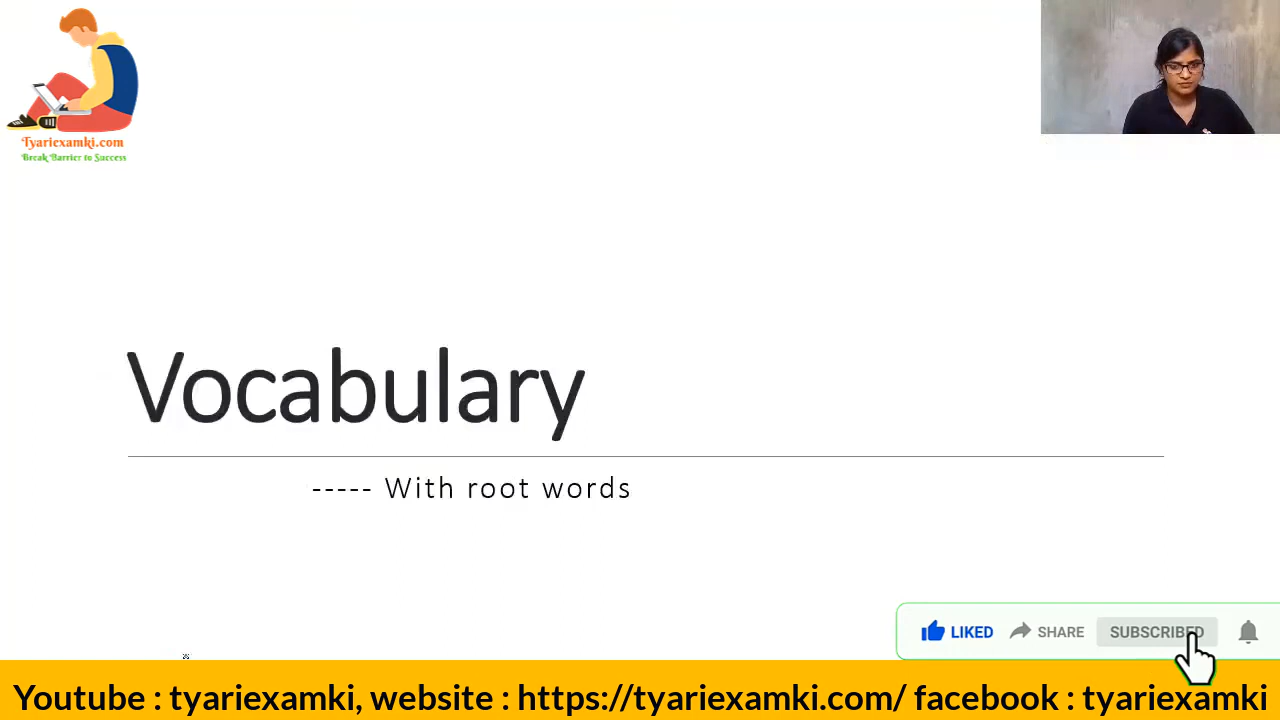 Tyariexamki.com
Break Barrier to Success
Vocabulary
----- With root words
LIKED SHARE SUBSCRIBED
Youtube : tyariexamki, website : https://tyariexamki.com/ facebook : tyariexamki